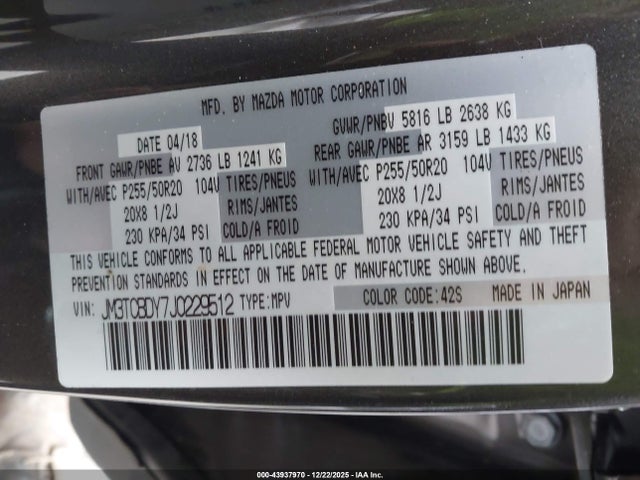 MFD. BY MAZDA MOTOR CORPORATION
DATE 04/18 GVWR/PNBV 5816 LB 2638 KG
FRONT GAWR/PNBE AV 2736 LB 1241 KG REAR GAWR/PNBE AR 3159 LB 1433 KG
WITH/AVEC P255/50R20 104V TIRES/PNEUS WITH/AVEC P255/50R20 104V TIRES/PNEUS
20X8 1/2J RIMS/JANTES 20X8 1/2J RIMS/JANTES
230 KPA/34 PSI COLD/A FROID 230 KPA/34 PSI COLD/A FROID
THIS VEHICLE CONFORMS TO ALL APPLICABLE FEDERAL MOTOR VEHICLE SAFETY AND THEFT
PREVENTION STANDARDS IN EFFECT ON THE DATE OF MANUFACTURE SHOWN ABOVE.
VIN: JM3TCBDY7J0229512 TYPE:MPV COLOR CODE:42S MADE IN JAPAN
00-43937970 | 12/22/2025 - IAA Inc.